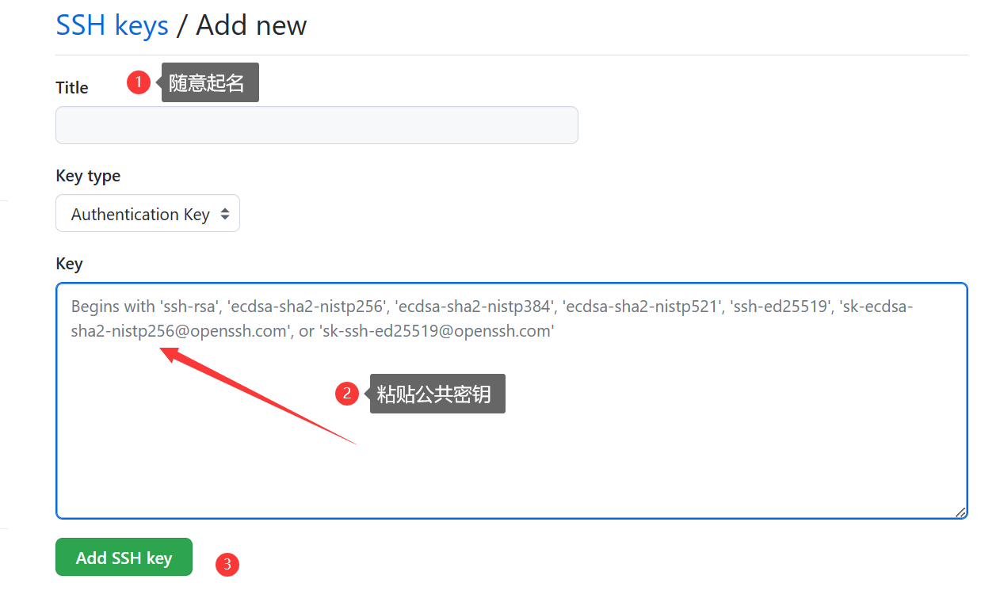 SSH keys / Add new
Title
1 随意起名
Key type
Authentication Key
Key
Begins with 'ssh-rsa', 'ecdsa-sha2-nistp256', 'ecdsa-sha2-nistp384', 'ecdsa-sha2-nistp521', 'ssh-ed25519', 'sk-ecdsa-
sha2-nistp256@openssh.com', or 'sk-ssh-ed25519@openssh.com'
2 粘贴公共密钥
Add SSH key
3